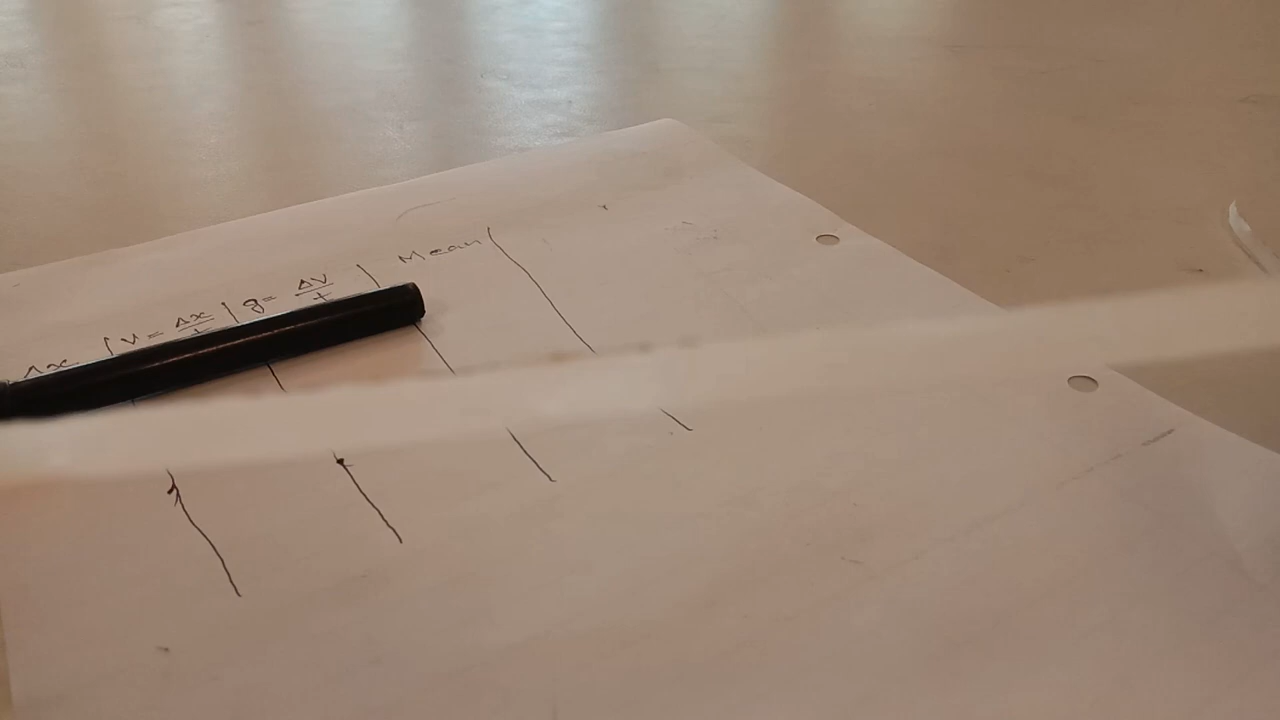 Δx | v = Δx/t | g = Δv/t | Mean |